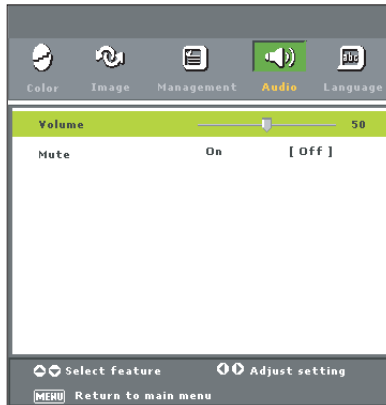 Color Image Management Audio Language
Volume 50
Mute On [ Off ]
Select feature Adjust setting
MENU Return to main menu